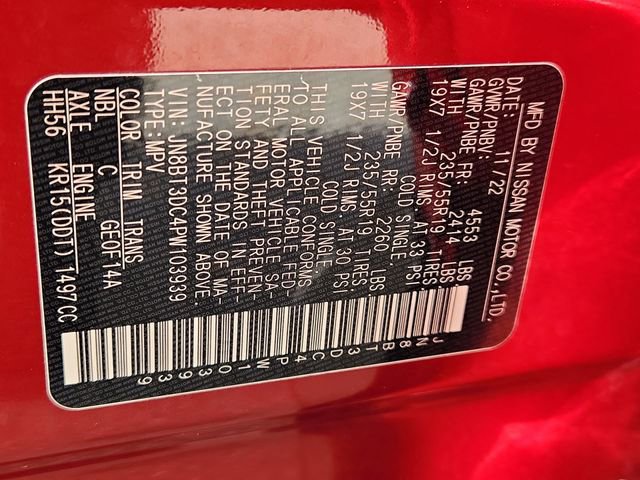 MFD BY NISSAN MOTOR CO.,LTD.
DATE: 11/22
GVWR/PNBV: 4553 LBS
GAWR/PNBE FR: 2414 LBS
WITH 235/55R19 TIRES
19X7 1/2J RIMS AT 33 PSI
COLD SINGLE
GAWR/PNBE RR: 2260 LBS
WITH 235/55R19 TIRES
19X7 1/2J RIMS AT 30 PSI
COLD SINGLE
THIS VEHICLE CONFORMS
TO ALL APPLICABLE FED-
ERAL MOTOR VEHICLE SA-
FETY AND THEFT PREVEN-
TION STANDARDS IN EFF-
ECT ON THE DATE OF MA-
NUFACTURE SHOWN ABOVE.
VIN: JN8BT3DC4PW103939
TYPE: MPV
COLOR TRIM TRANS
NBL C GE0F14A
AXLE ENGINE
HH56 KR15(DDT) 1497CC
JN8BT3DC4PW103939